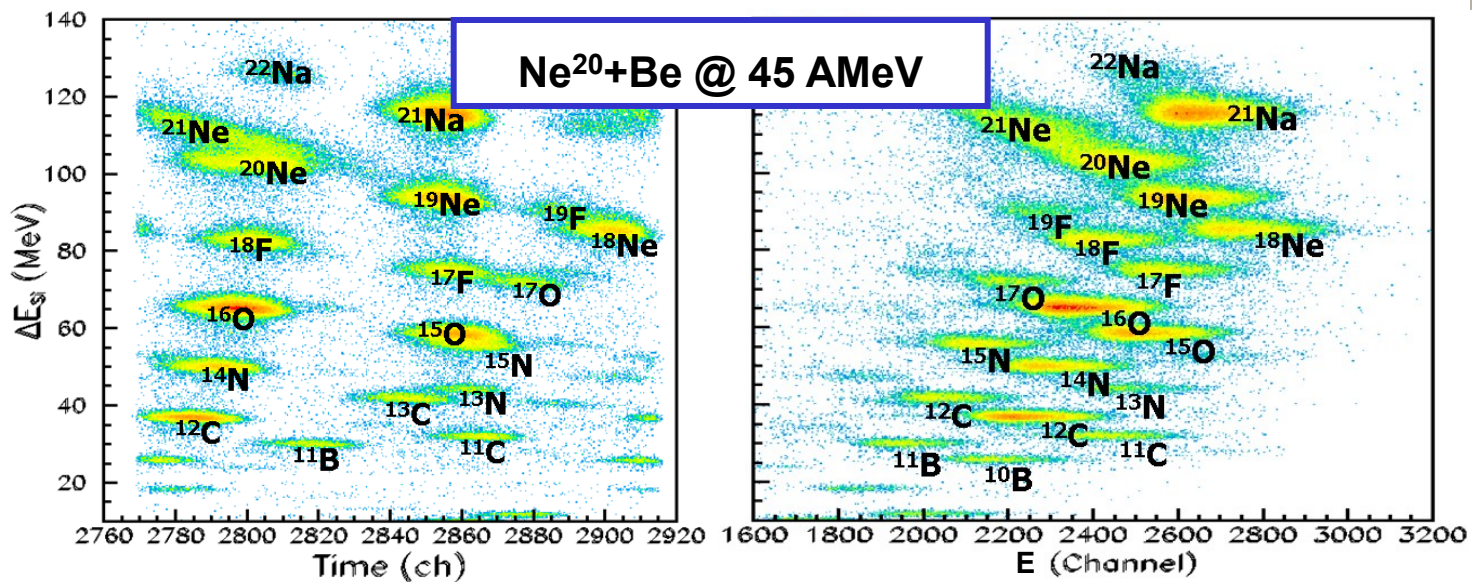 Ne²⁰+Be @ 45 AMeV
140
120
100
80
60
40
20
ΔE_Si (MeV)
²²Na
²¹Na
²¹Ne
²⁰Ne
¹⁹Ne
¹⁹F
¹⁸Ne
¹⁸F
¹⁷F
¹⁷O
¹⁶O
¹⁵O
¹⁵N
¹⁴N
¹³N
¹³C
¹²C
¹¹C
¹¹B
2760 2780 2800 2820 2840 2860 2880 2900 2920
Time (ch)
²²Na
²¹Na
²¹Ne
²⁰Ne
¹⁹Ne
¹⁹F
¹⁸F
¹⁸Ne
¹⁷F
¹⁷O
¹⁶O
¹⁵O
¹⁵N
¹⁴N
¹³N
¹²C
¹²C
¹¹C
¹¹B
¹⁰B
1600 1800 2000 2200 2400 2600 2800 3000 3200
E (Channel)